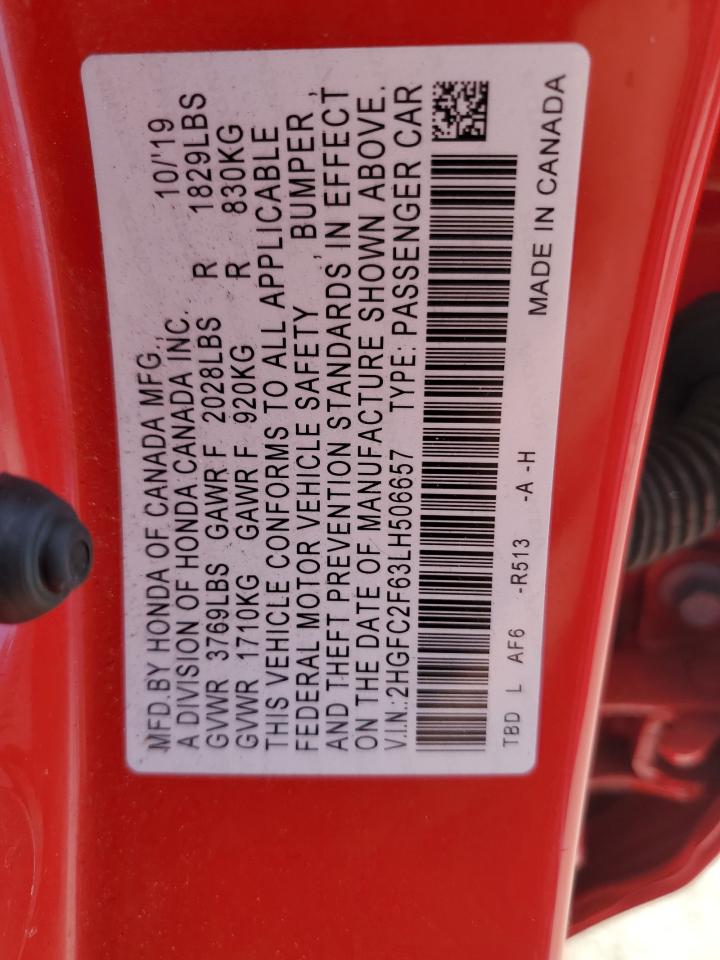 MFD.BY HONDA OF CANADA MFG., 10/'19
A DIVISION OF HONDA CANADA INC.
GVWR 3769LBS GAWR F 2028LBS R 1829LBS
GVWR 1710KG GAWR F 920KG R 830KG
THIS VEHICLE CONFORMS TO ALL APPLICABLE
FEDERAL MOTOR VEHICLE SAFETY , BUMPER ,
AND THEFT PREVENTION STANDARDS IN EFFECT
ON THE DATE OF MANUFACTURE SHOWN ABOVE.
V.I.N.:2HGFC2F63LH506657 TYPE: PASSENGER CAR
TBD L AF6 -R513 -A -H MADE IN CANADA